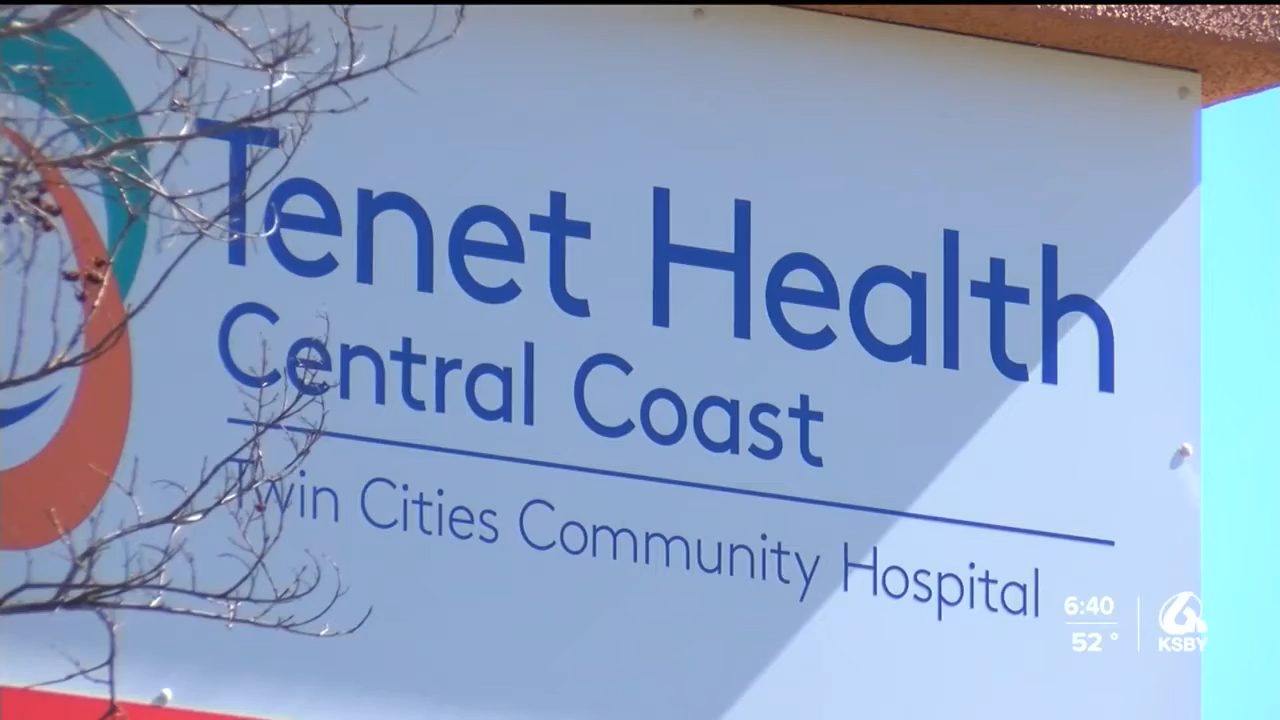 Tenet Health
Central Coast
Twin Cities Community Hospital
6:40
52°
KSBY